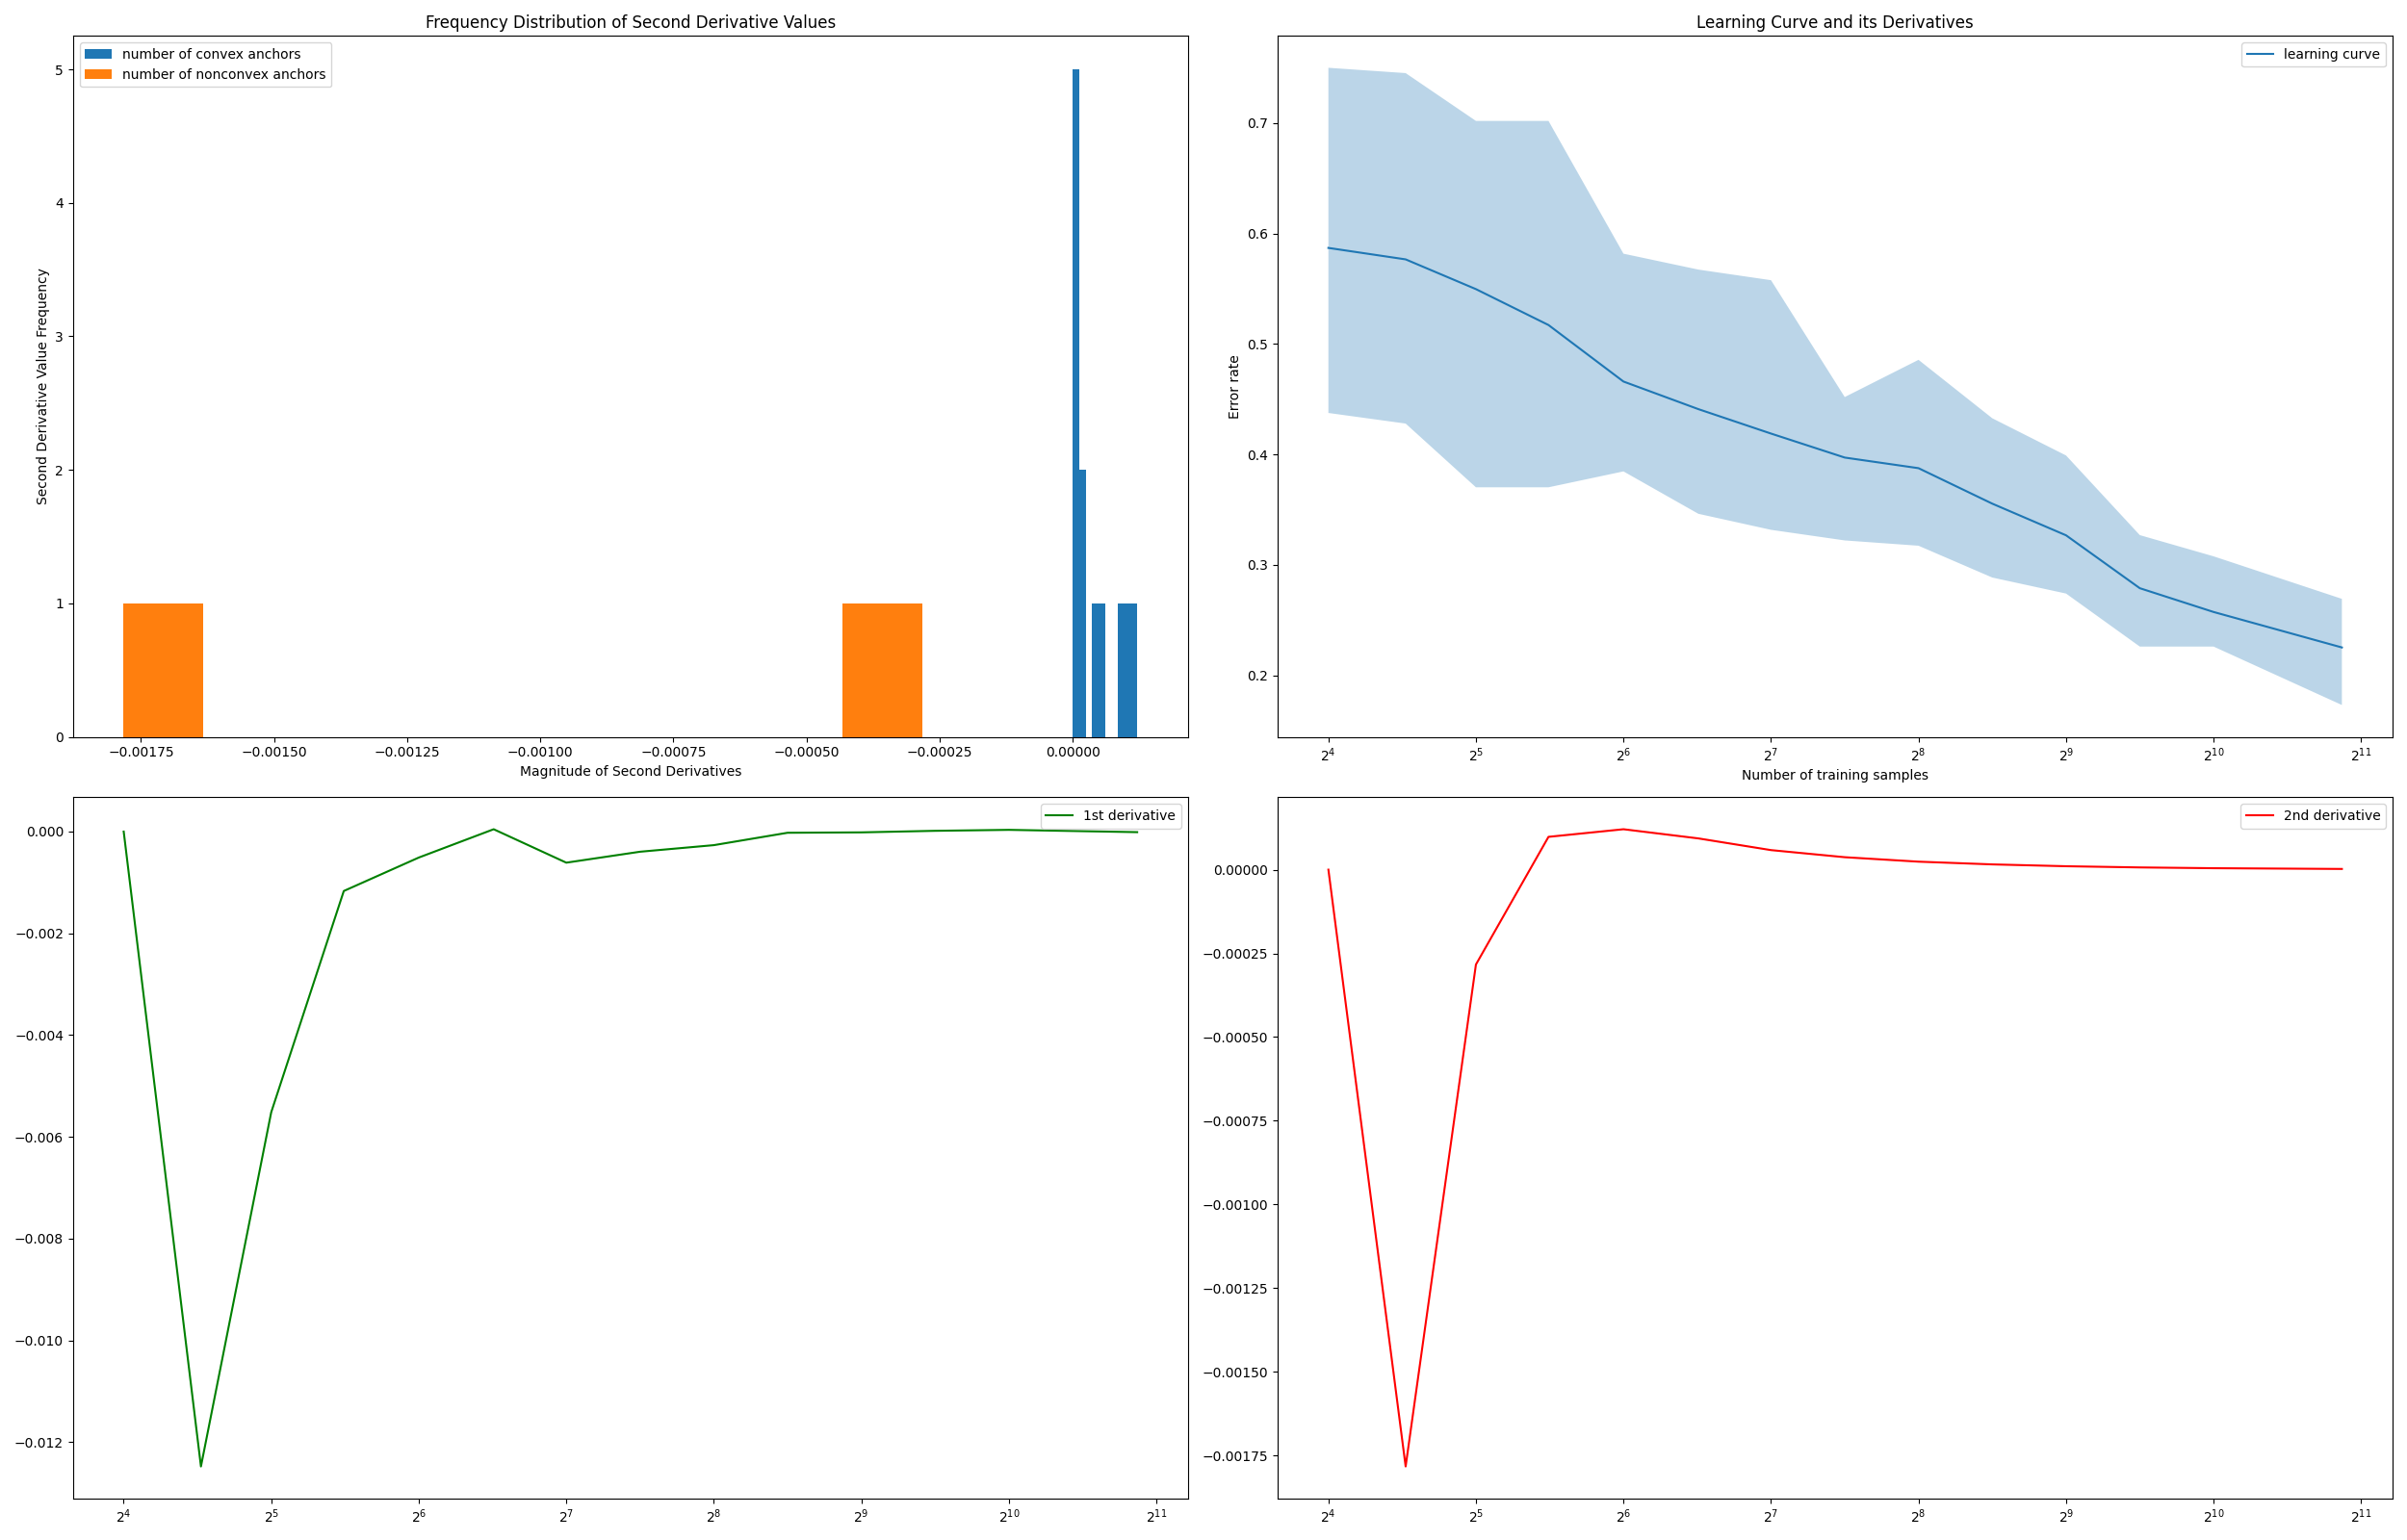 Frequency Distribution of Second Derivative Values
number of convex anchors
number of nonconvex anchors
Second Derivative Value Frequency
5
4
3
2
1
0
−0.00175 −0.00150 −0.00125 −0.00100 −0.00075 −0.00050 −0.00025 0.00000
Magnitude of Second Derivatives
Learning Curve and its Derivatives
learning curve
Error rate
0.7
0.6
0.5
0.4
0.3
0.2
2⁴ 2⁵ 2⁶ 2⁷ 2⁸ 2⁹ 2¹⁰ 2¹¹
Number of training samples
1st derivative
0.000
−0.002
−0.004
−0.006
−0.008
−0.010
−0.012
2⁴ 2⁵ 2⁶ 2⁷ 2⁸ 2⁹ 2¹⁰ 2¹¹
2nd derivative
0.00000
−0.00025
−0.00050
−0.00075
−0.00100
−0.00125
−0.00150
−0.00175
2⁴ 2⁵ 2⁶ 2⁷ 2⁸ 2⁹ 2¹⁰ 2¹¹